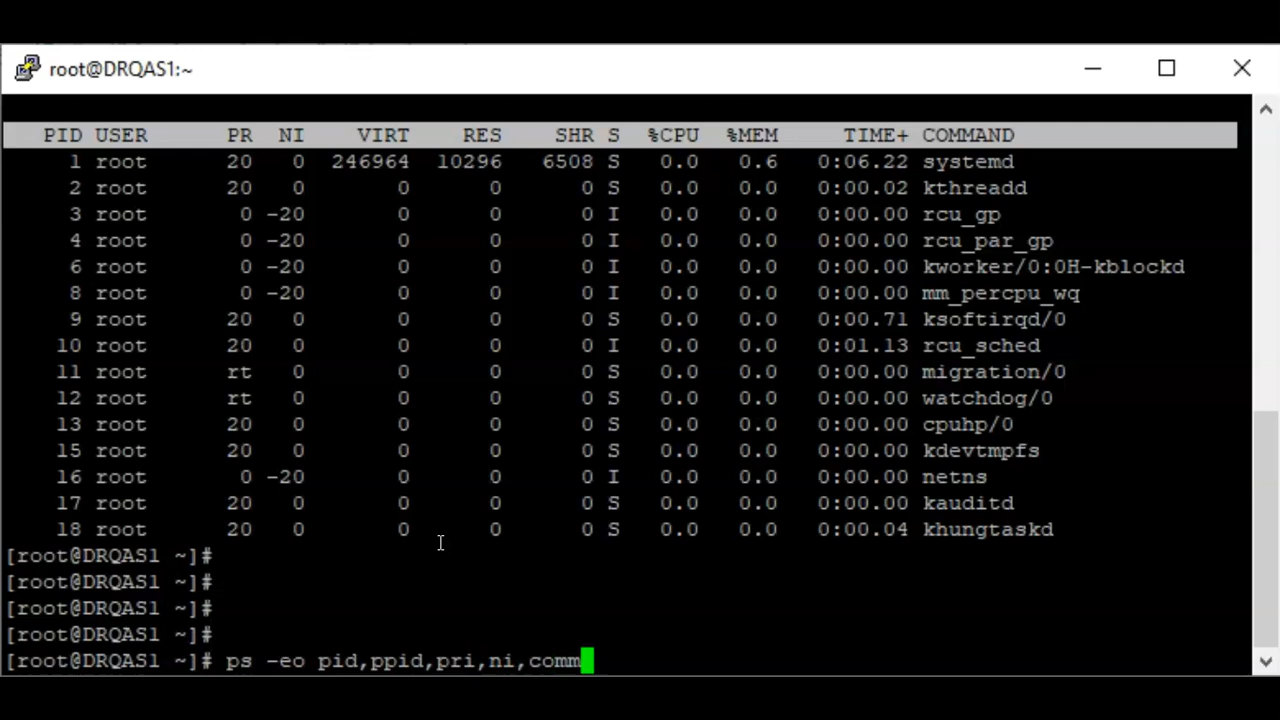 root@DRQAS1:~
PID USER PR NI VIRT RES SHR S %CPU %MEM TIME+ COMMAND
1 root 20 0 246964 10296 6508 S 0.0 0.6 0:06.22 systemd
2 root 20 0 0 0 0 S 0.0 0.0 0:00.02 kthreadd
3 root 0 -20 0 0 0 I 0.0 0.0 0:00.00 rcu_gp
4 root 0 -20 0 0 0 I 0.0 0.0 0:00.00 rcu_par_gp
6 root 0 -20 0 0 0 I 0.0 0.0 0:00.00 kworker/0:0H-kblockd
8 root 0 -20 0 0 0 I 0.0 0.0 0:00.00 mm_percpu_wq
9 root 20 0 0 0 0 S 0.0 0.0 0:00.71 ksoftirqd/0
10 root 20 0 0 0 0 I 0.0 0.0 0:01.13 rcu_sched
11 root rt 0 0 0 0 S 0.0 0.0 0:00.00 migration/0
12 root rt 0 0 0 0 S 0.0 0.0 0:00.00 watchdog/0
13 root 20 0 0 0 0 S 0.0 0.0 0:00.00 cpuhp/0
15 root 20 0 0 0 0 S 0.0 0.0 0:00.00 kdevtmpfs
16 root 0 -20 0 0 0 I 0.0 0.0 0:00.00 netns
17 root 20 0 0 0 0 S 0.0 0.0 0:00.00 kauditd
18 root 20 0 0 0 0 S 0.0 0.0 0:00.04 khungtaskd
[root@DRQAS1 ~]#
[root@DRQAS1 ~]#
[root@DRQAS1 ~]#
[root@DRQAS1 ~]#
[root@DRQAS1 ~]# ps -eo pid,ppid,pri,ni,comm